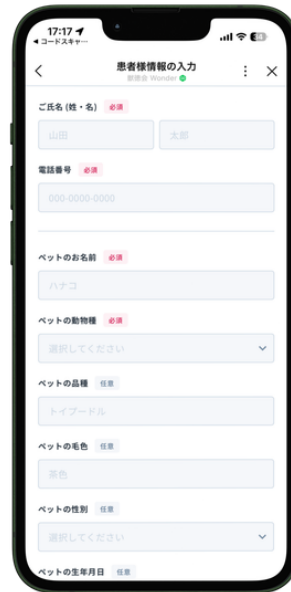 17:17
◀ コードスキャ…
患者様情報の入力
Wonder
ご氏名 (姓・名) 必須
山田 太郎
電話番号 必須
000-0000-0000
ペットのお名前 必須
ハナコ
ペットの動物種 必須
選択してください
ペットの品種 任意
トイプードル
ペットの毛色 任意
茶色
ペットの性別 任意
選択してください
ペットの生年月日 任意